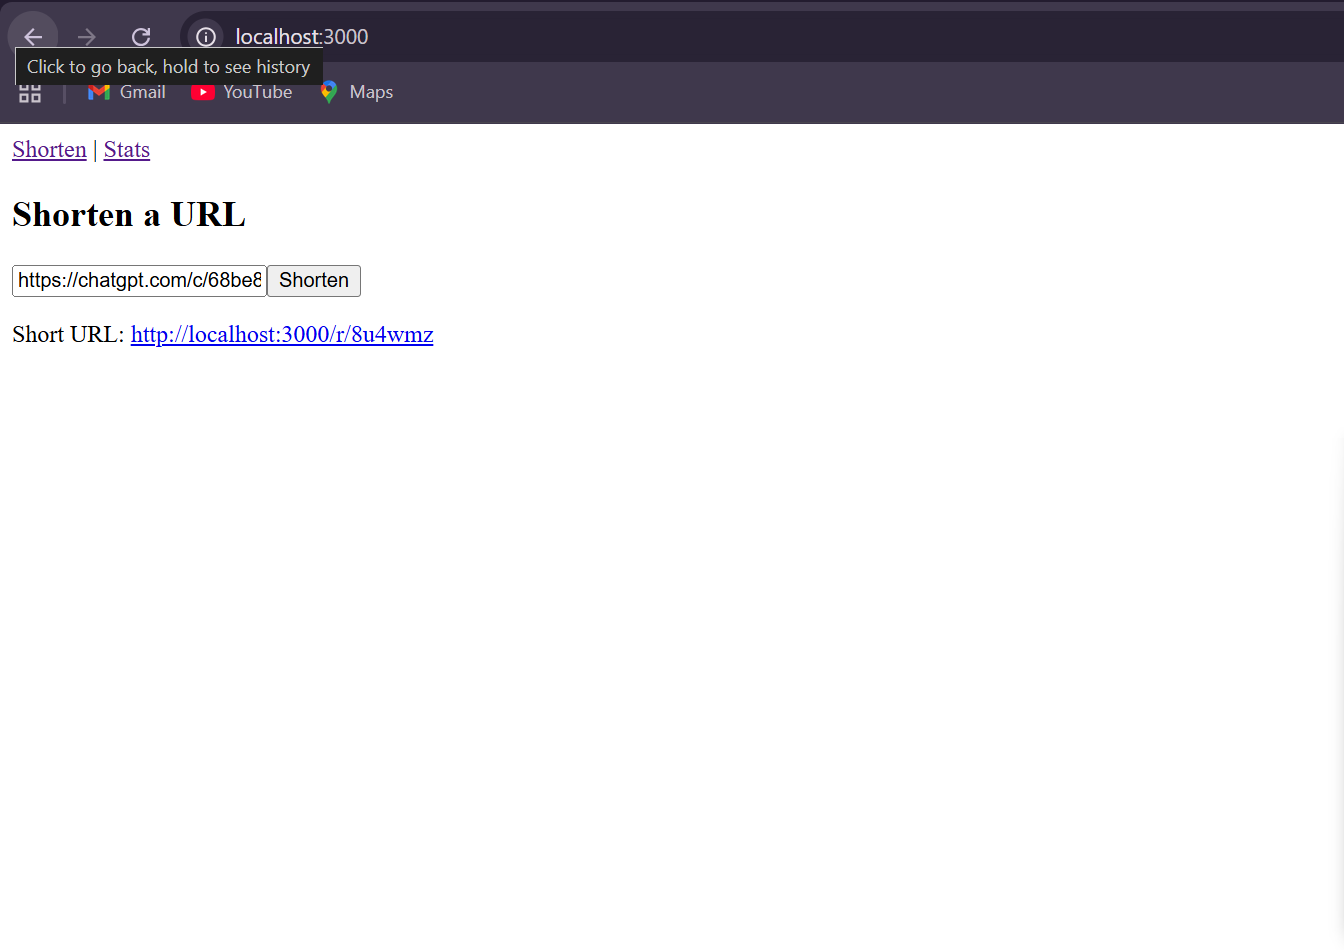 localhost:3000
Click to go back, hold to see history
Gmail YouTube Maps
Shorten | Stats
Shorten a URL
https://chatgpt.com/c/68be8 Shorten
Short URL: http://localhost:3000/r/8u4wmz